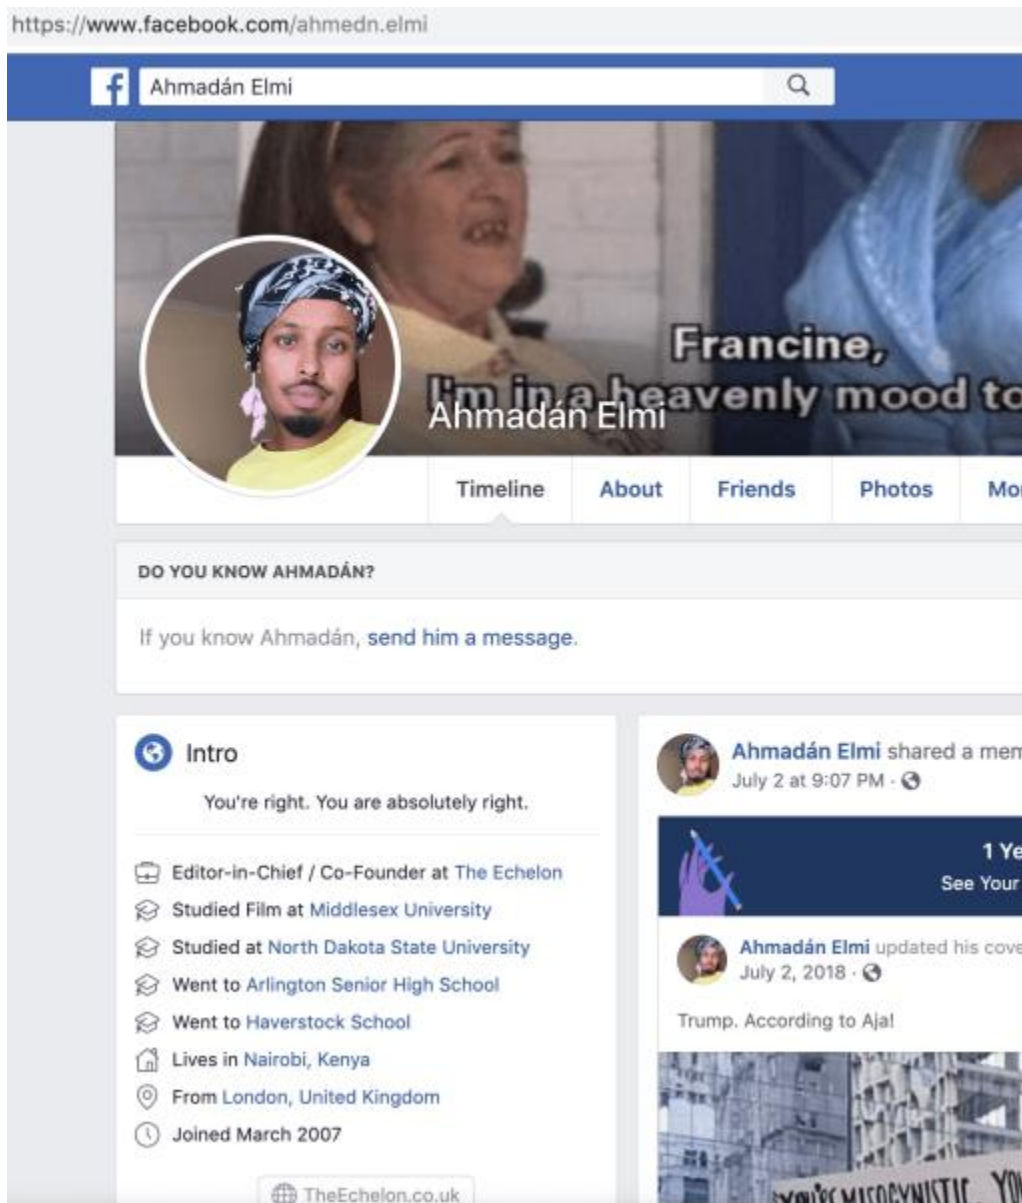 https://www.facebook.com/ahmedn.elmi
Ahmadán Elmi
Francine,
I'm in a heavenly mood to
Ahmadán Elmi
Timeline About Friends Photos
DO YOU KNOW AHMADÁN?
If you know Ahmadán, send him a message.
Intro
You're right. You are absolutely right.
Editor-in-Chief / Co-Founder at The Echelon
Studied Film at Middlesex University
Studied at North Dakota State University
Went to Arlington Senior High School
Went to Haverstock School
Lives in Nairobi, Kenya
From London, United Kingdom
Joined March 2007
TheEchelon.co.uk
Ahmadán Elmi shared a mem
July 2 at 9:07 PM ·
1 Ye
See Your
Ahmadán Elmi updated his cove
July 2, 2018 ·
Trump. According to Aja!
YOU'RE MISOGYNISTIC YOU